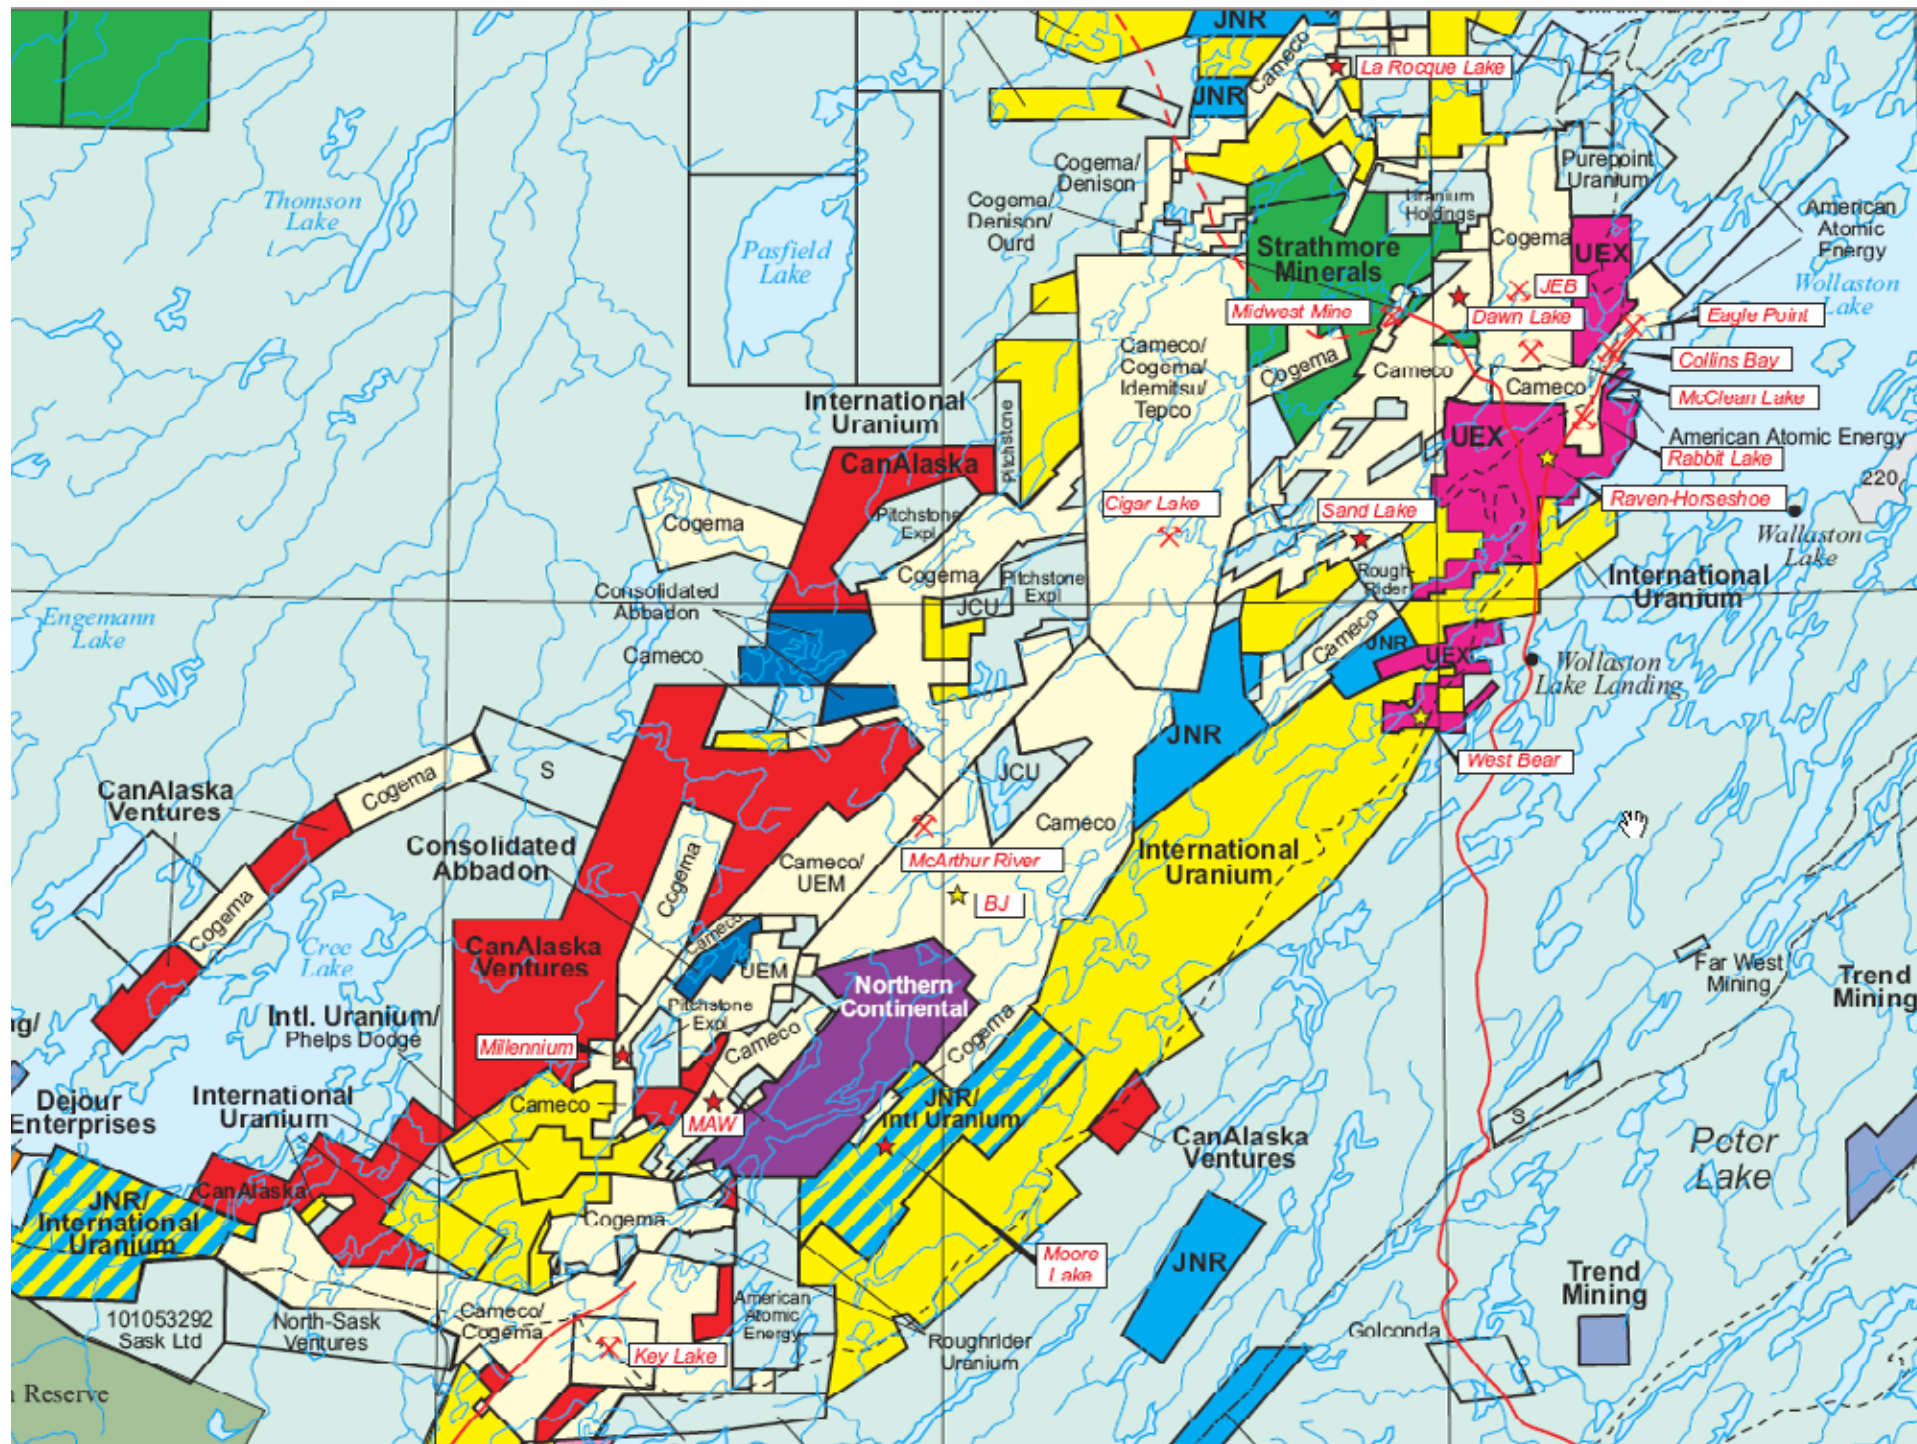 JNR
Cameco
La Rocque Lake
JNR
Cogema/
Denison
Purepoint
Uranium
Thomson
Lake
Cogema/
Denison/
Ourd
Uranium
Holdings
American
Atomic
Energy
Pasfield
Lake
Strathmore
Minerals
Cogema
UEX
Wollaston
Lake
JEB
Midwest Mine
Dawn Lake
Eagle Point
Cameco/
Cogema/
Idemitsu/
Tepco
Cogema
Cameco
Collins Bay
Cameco
McClean Lake
International
Uranium
Pitchstone
UEX
American Atomic Energy
Rabbit Lake
CanAlaska
220
Raven-Horseshoe
Cigar Lake
Sand Lake
Cogema
Pitchstone
Expl
Wallaston
Lake
Cogema
Pitchstone
Expl
Rough-
Rider
International
Uranium
Consolidated
Abbadon
JCU
Engemann
Lake
Cameco
Cameco
JNR
UEX
Wollaston
Lake Landing
JNR
West Bear
S
JCU
CanAlaska
Ventures
Cogema
Cameco
Consolidated
Abbadon
Cogema
Cameco/
UEM
McArthur River
International
Uranium
BJ
Cogema
Cameco
Cree
Lake
CanAlaska
Ventures
UEM
Far West
Mining
Trend
Mining
Northern
Continental
Intl. Uranium/
Phelps Dodge
Pitchstone
Expl
ng/
Millennium
Cameco
Cogema
Dejour
Enterprises
International
Uranium
Cameco
MAW
JNR/
Intl Uranium
S
CanAlaska
Ventures
Peter
Lake
CanAlaska
JNR/
International
Uranium
Cogema
Moore
Lake
JNR
Trend
Mining
101053292
Sask Ltd
North-Sask
Ventures
Cameco/
Cogema
American
Atomic
Energy
Key Lake
Roughrider
Uranium
Golconda
Reserve